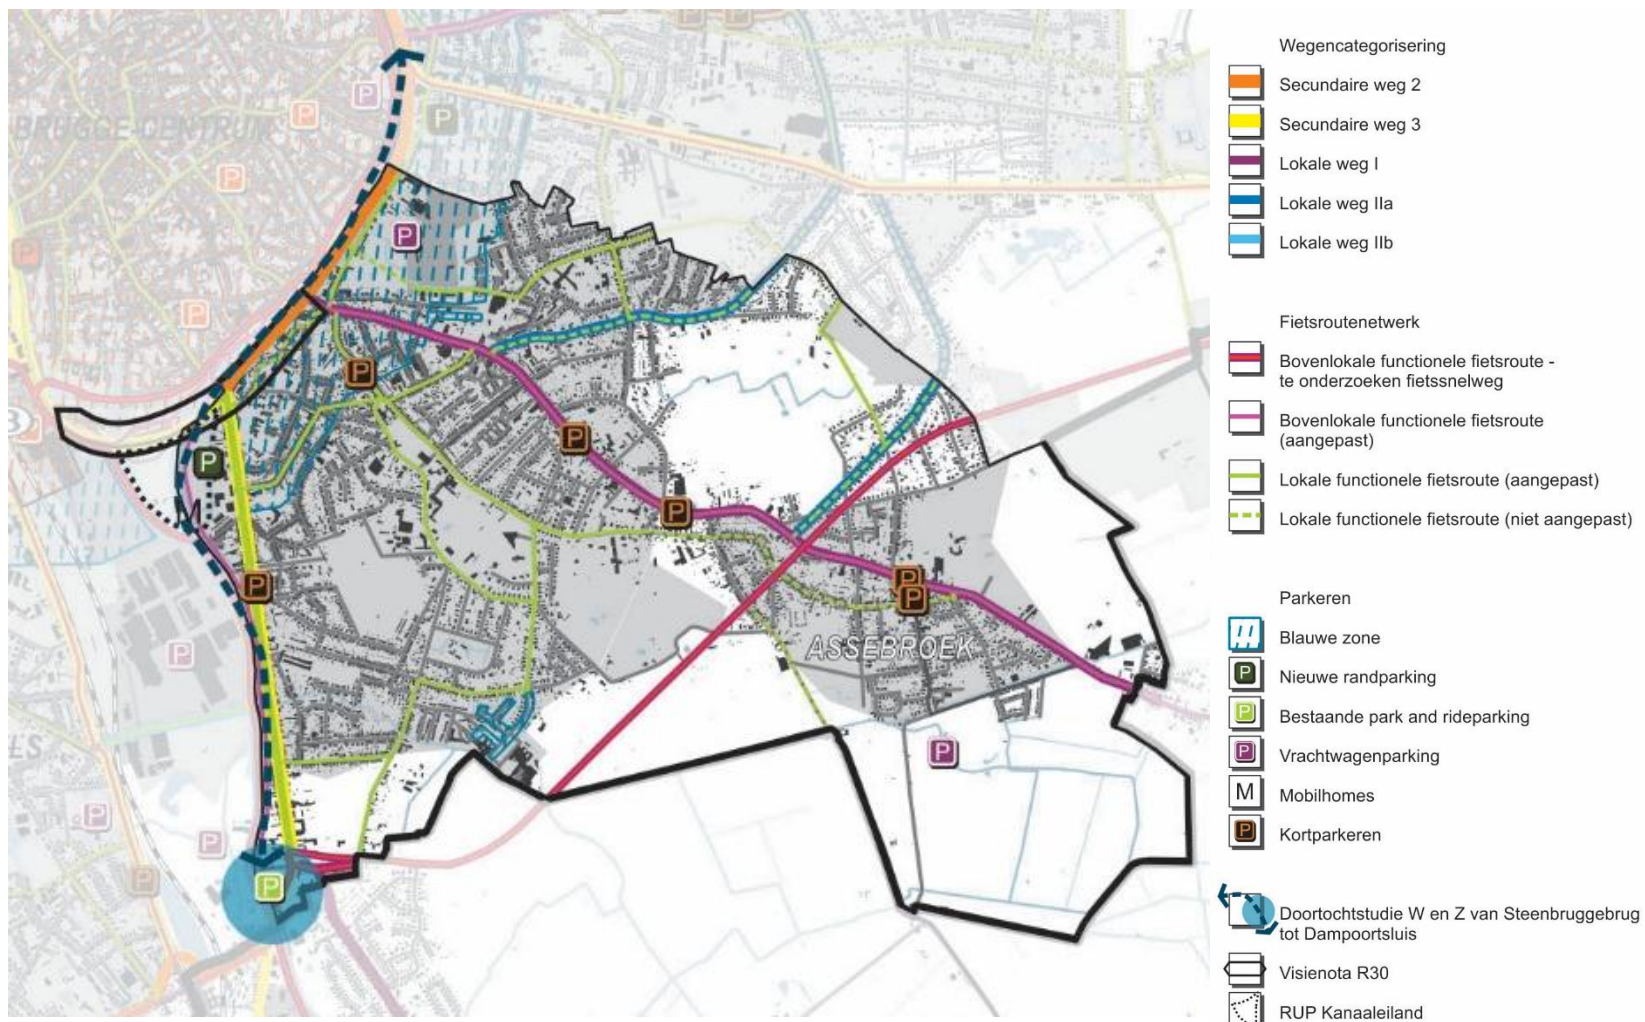 BRUGGE-CENTRUM
P
P
P
P
P
P
P
P
P
P
P
P
M
P
P
P
P
P
ASSEBROEK
P
P
P
P
P
Wegencategorisering
Secundaire weg 2
Secundaire weg 3
Lokale weg I
Lokale weg IIa
Lokale weg IIb
Fietsroutenetwerk
Bovenlokale functionele fietsroute -
te onderzoeken fietssnelweg
Bovenlokale functionele fietsroute
(aangepast)
Lokale functionele fietsroute (aangepast)
Lokale functionele fietsroute (niet aangepast)
Parkeren
Blauwe zone
P Nieuwe randparking
P Bestaande park and rideparking
P Vrachtwagenparking
M Mobilhomes
P Kortparkeren
Doortochtstudie W en Z van Steenbruggebrug
tot Dampoortsluis
Visienota R30
RUP Kanaaleiland